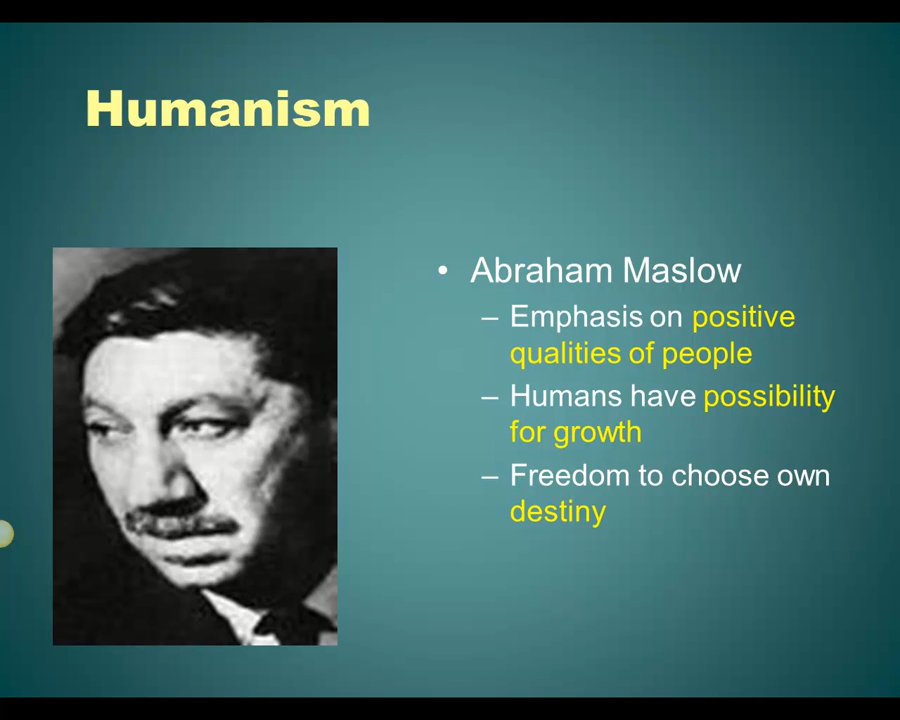 Humanism
• Abraham Maslow
– Emphasis on positive
qualities of people
– Humans have possibility
for growth
– Freedom to choose own
destiny